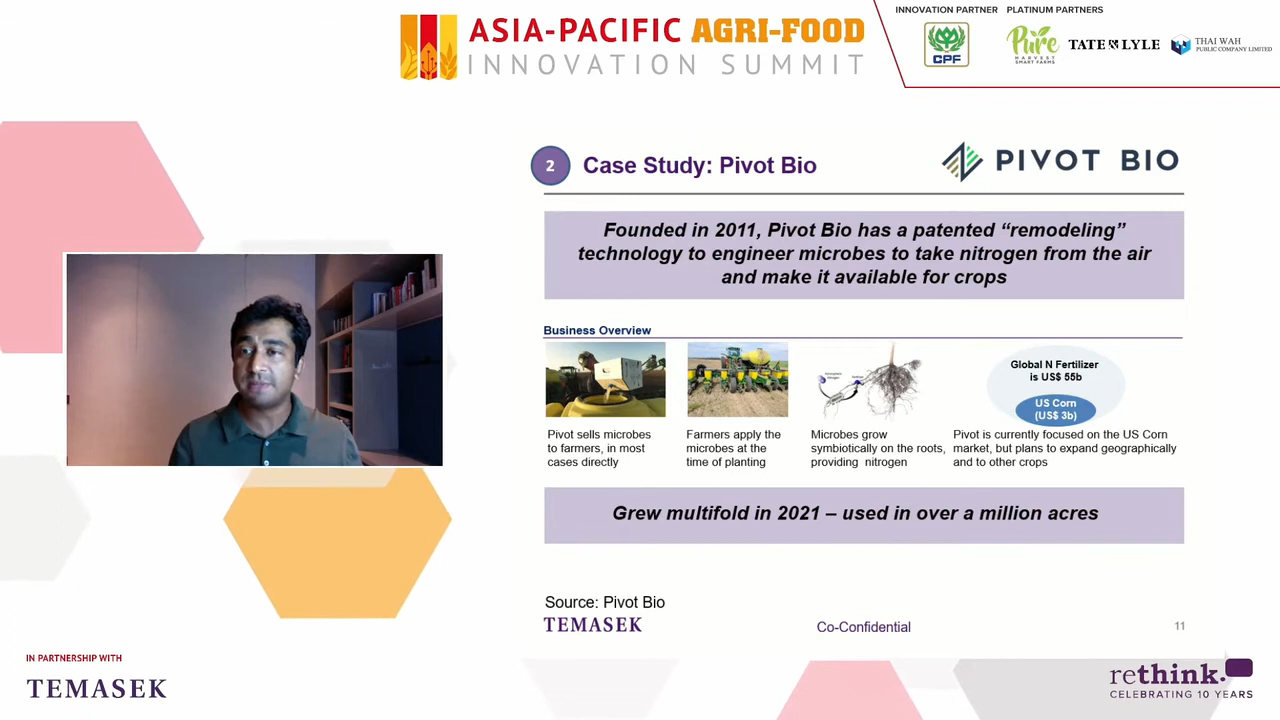 ASIA-PACIFIC AGRI-FOOD
INNOVATION SUMMIT
INNOVATION PARTNER
CPF
PLATINUM PARTNERS
Pure
HARVEST
SMART FARMS
TATE & LYLE
THAI WAH
PUBLIC COMPANY LIMITED
2
Case Study: Pivot Bio
PIVOT BIO
Founded in 2011, Pivot Bio has a patented “remodeling”
technology to engineer microbes to take nitrogen from the air
and make it available for crops
Business Overview
Pivot sells microbes
to farmers, in most
cases directly
Farmers apply the
microbes at the
time of planting
Microbes grow
symbiotically on the roots,
providing nitrogen
Global N Fertilizer
is US$ 55b
US Corn
(US$ 3b)
Pivot is currently focused on the US Corn
market, but plans to expand geographically
and to other crops
Grew multifold in 2021 – used in over a million acres
Source: Pivot Bio
TEMASEK
Co-Confidential
11
IN PARTNERSHIP WITH
TEMASEK
rethink.
CELEBRATING 10 YEARS